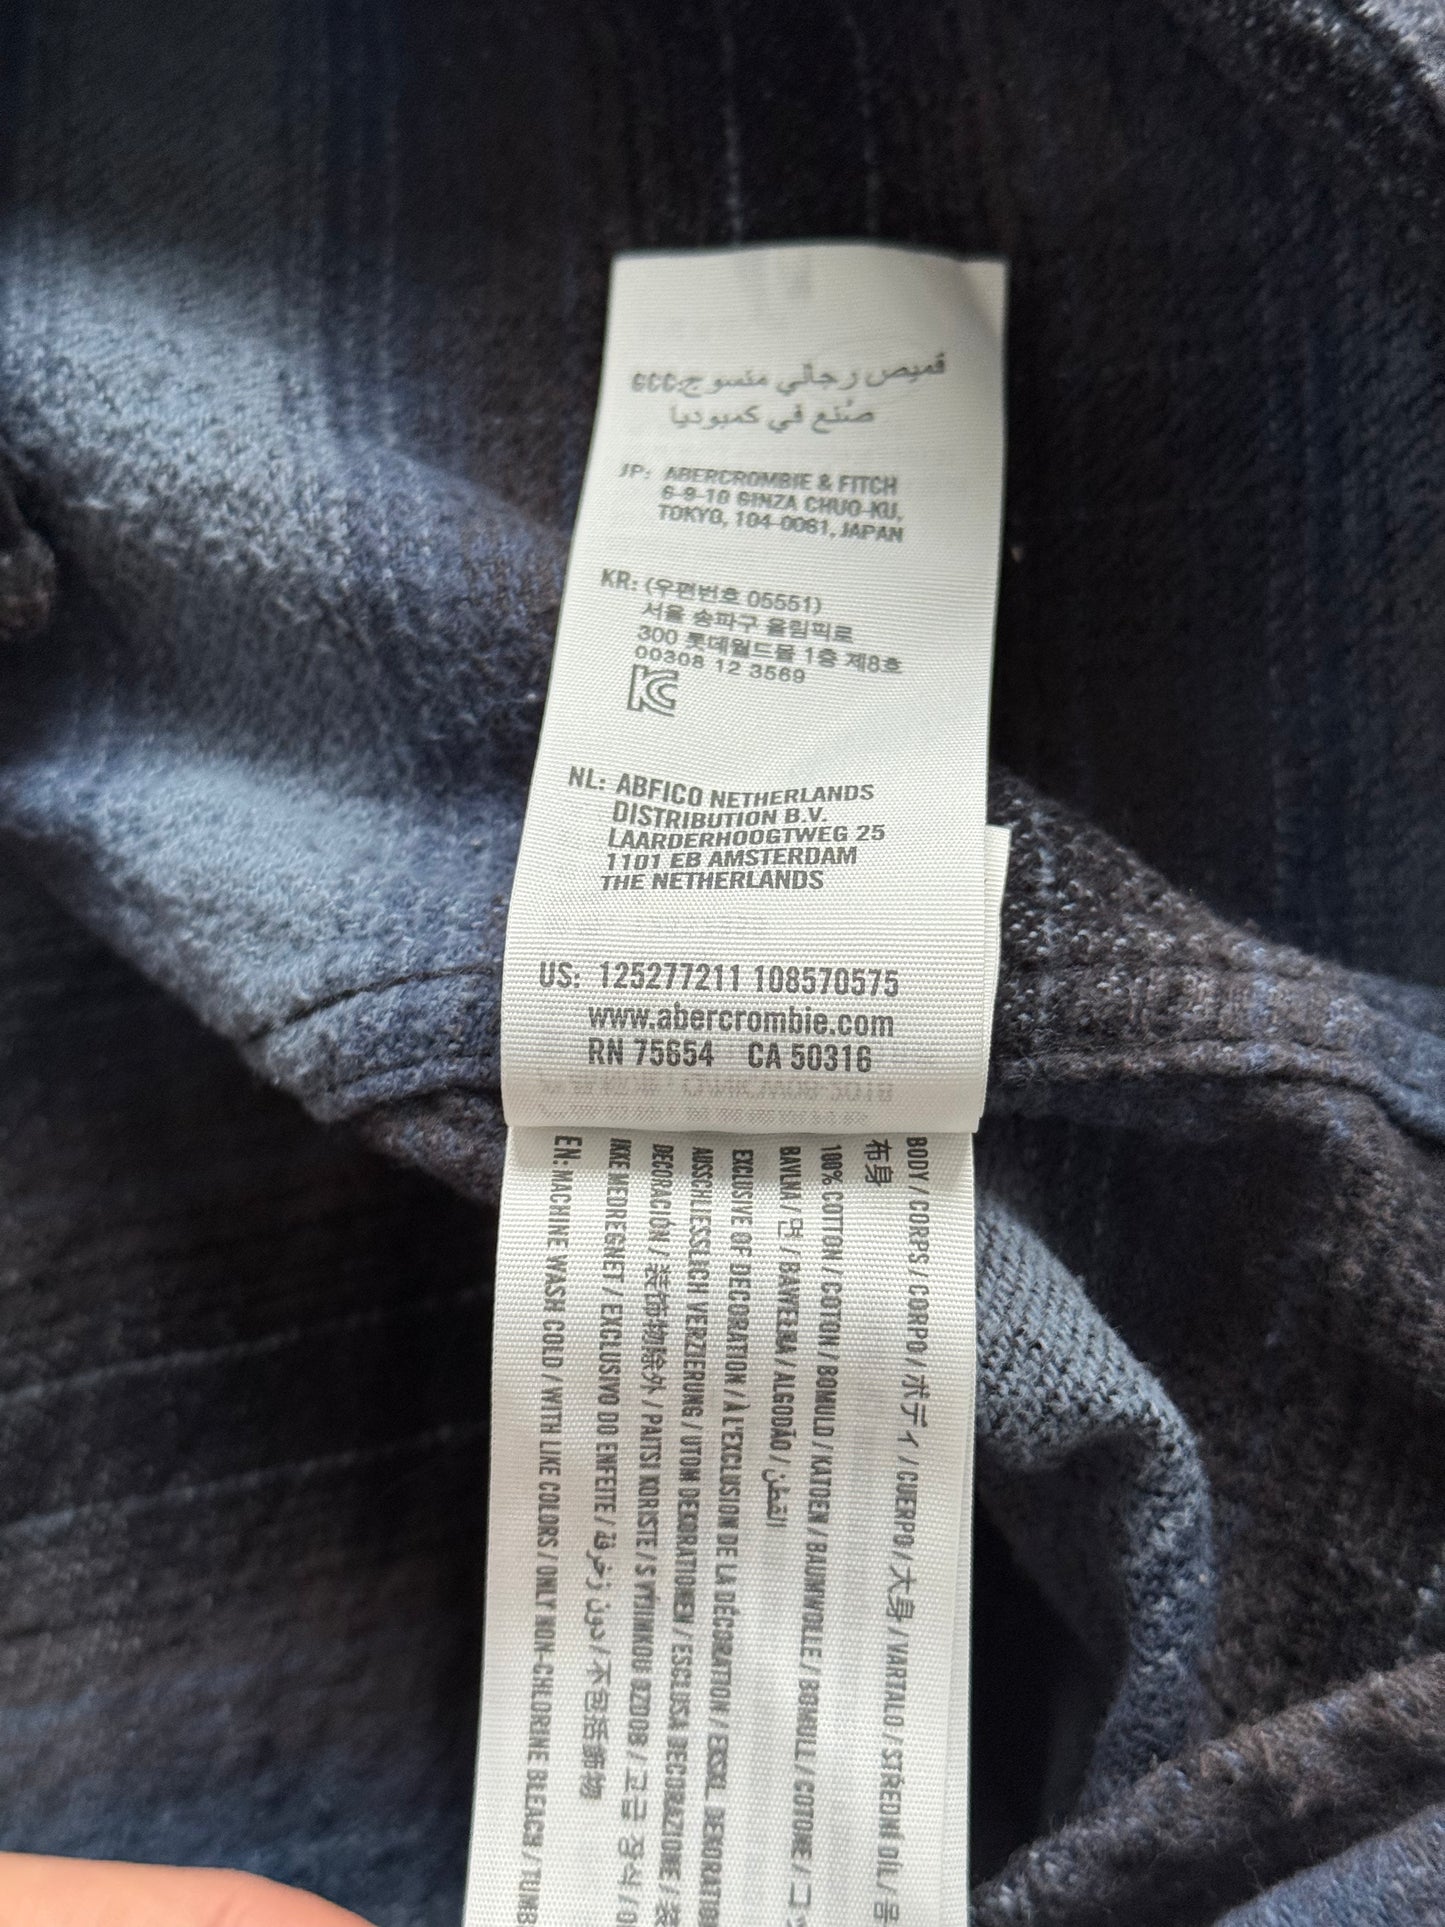 GCC:قميص رجالي منسوج
صُنع في كمبوديا
JP: ABERCROMBIE & FITCH
6-9-10 GINZA CHUO-KU,
TOKYO, 104-0061, JAPAN
KR: (우편번호 05551)
서울 송파구 올림픽로
300 롯데월드몰 1층 제8호
00308 12 3569
KC
NL: ABFICO NETHERLANDS
DISTRIBUTION B.V.
LAARDERHOOGTWEG 25
1101 EB AMSTERDAM
THE NETHERLANDS
US: 125277211 108570575
www.abercrombie.com
RN 75654 CA 50316
BODY / CORPS / CORPO / ボディ / CUERPO / 大身 / VARTALO / STŘEDNÍ DÍL /
布身
100% COTTON / COTON / BOMULD / KATOEN / BAUMWOLLE / BOMULL / COTONE /
BAVLNA / 면 / BAWEŁNA / ALGODÃO / القطن
EXCLUSIVE OF DECORATION / À L'EXCLUSION DE LA DÉCORATION / EKSKL. DEKORATION
AUSSCHLIESSLICH VERZIERUNG / UTOM DEKORATIONEN / ESCLUSA DECORAZIONE /
DECORACIÓN / 装飾物除外 / PAITSI KORISTE / S VÝJIMKOU OZDOB /
IKKE MEDREGNET / EXCLUSIVO DO ENFEITE / دون زخرفة / 不包括飾物
EN: MACHINE WASH COLD / WITH LIKE COLORS / ONLY NON-CHLORINE BLEACH /